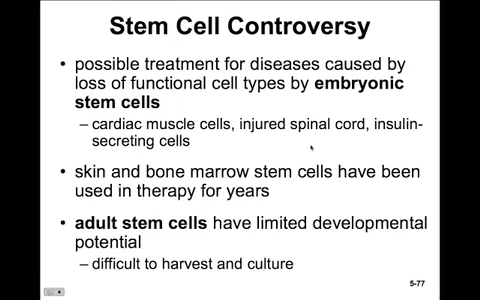 Stem Cell Controversy
• possible treatment for diseases caused by
loss of functional cell types by embryonic
stem cells
– cardiac muscle cells, injured spinal cord, insulin-
secreting cells
• skin and bone marrow stem cells have been
used in therapy for years
• adult stem cells have limited developmental
potential
– difficult to harvest and culture
5-77